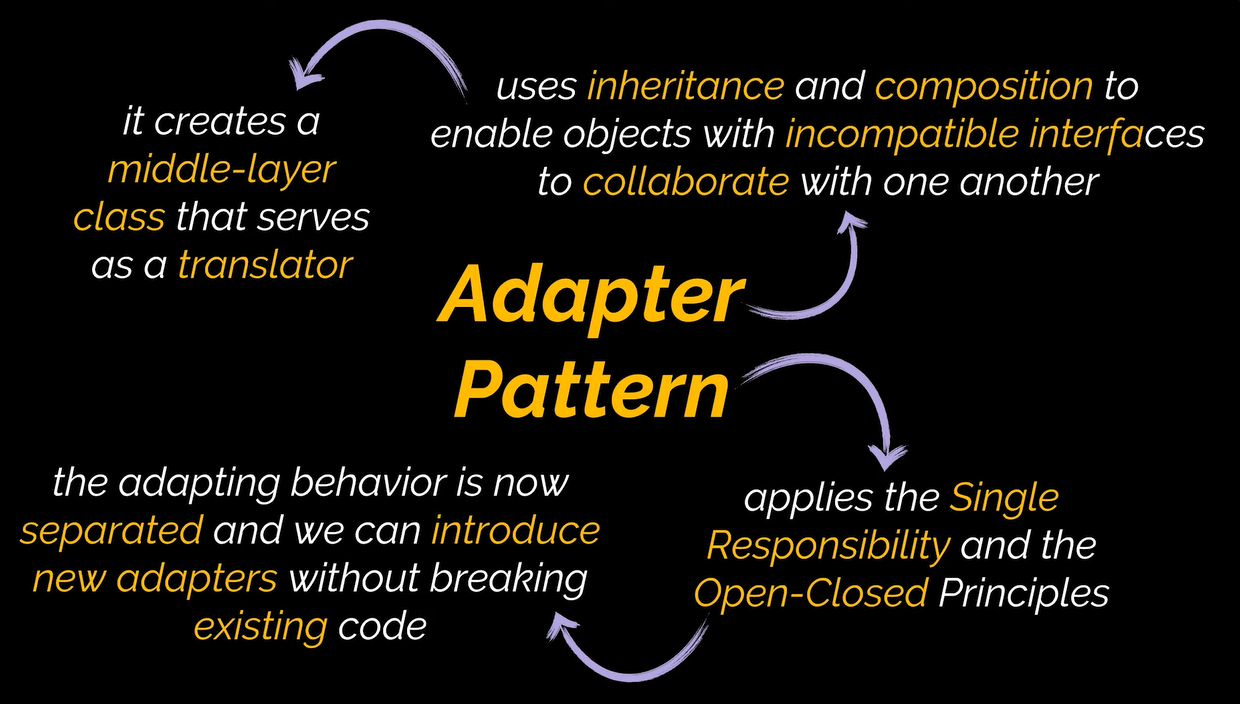 uses inheritance and composition to
enable objects with incompatible interfaces
to collaborate with one another
it creates a
middle-layer
class that serves
as a translator
Adapter
Pattern
applies the Single
Responsibility and the
Open-Closed Principles
the adapting behavior is now
separated and we can introduce
new adapters without breaking
existing code